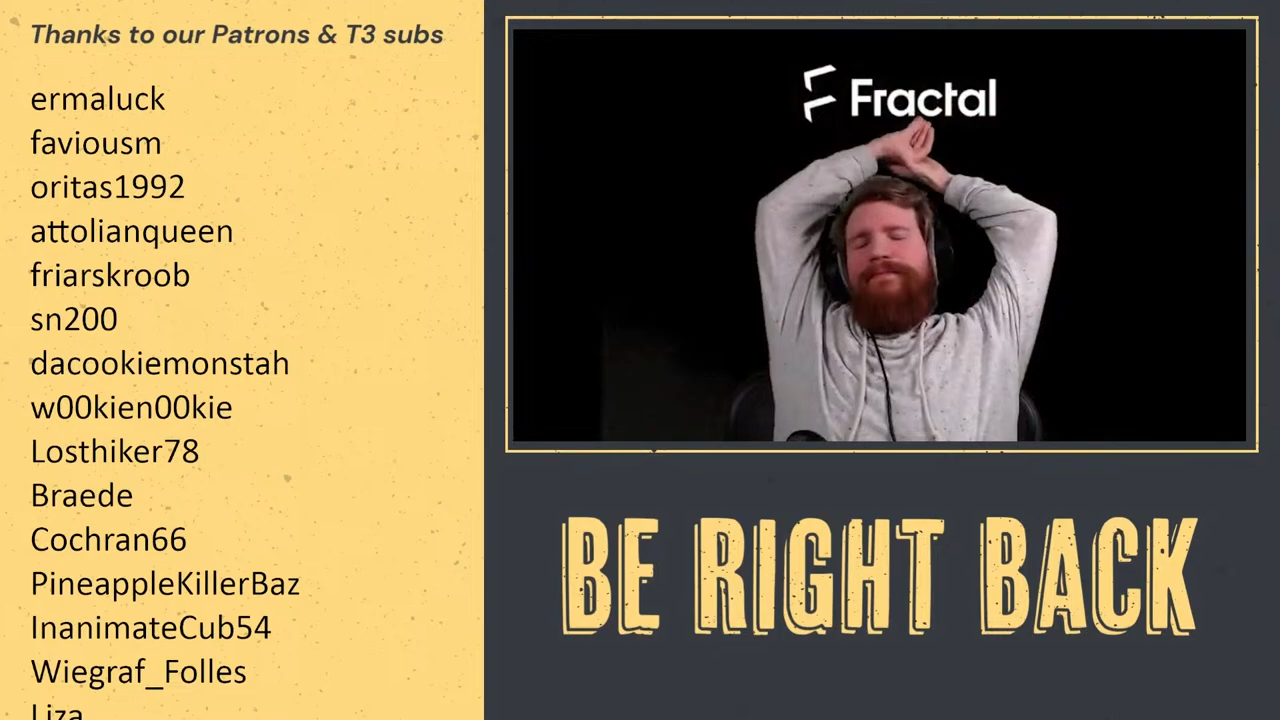 Thanks to our Patrons & T3 subs
ermaluck
faviousm
oritas1992
attolianqueen
friarskroob
sn200
dacookiemonstah
w00kien00kie
Losthiker78
Braede
Cochran66
PineappleKillerBaz
InanimateCub54
Wiegraf_Folles
Liza
Fractal
BE RIGHT BACK